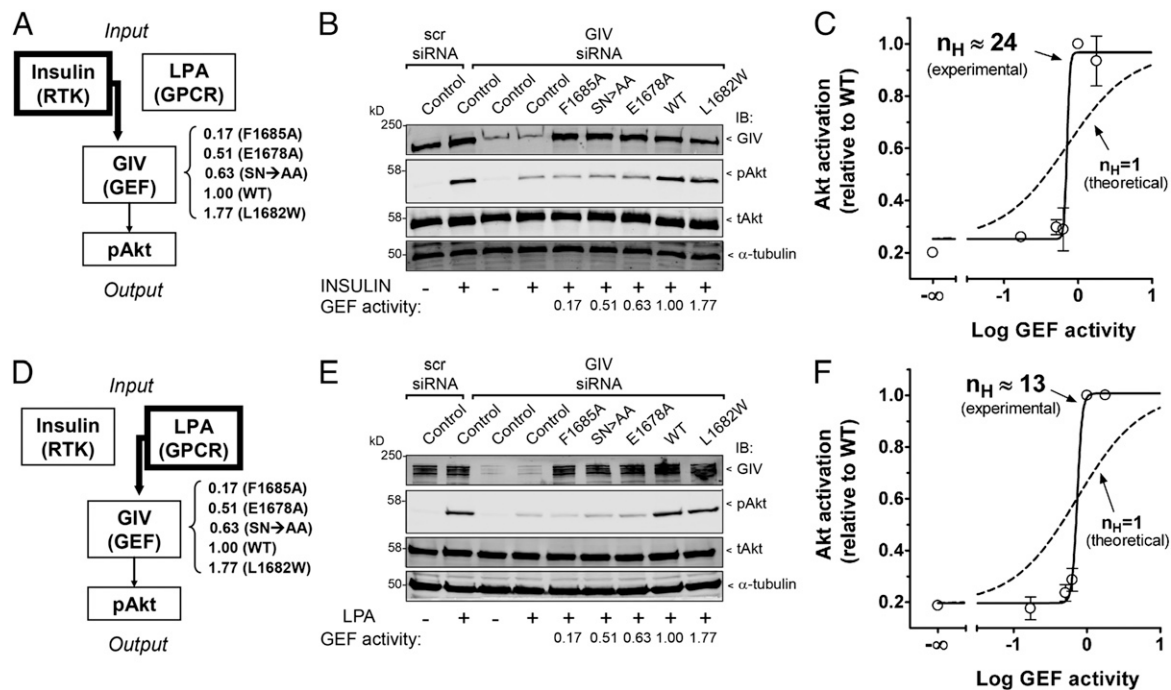 A
Input
Insulin
(RTK)
LPA
(GPCR)
GIV
(GEF)
0.17 (F1685A)
0.51 (E1678A)
0.63 (SN→AA)
1.00 (WT)
1.77 (L1682W)
pAkt
Output
B
scr
siRNA
GIV
siRNA
Control
Control
Control
Control
F1685A
SN>AA
E1678A
WT
L1682W
kD
IB:
250
< GIV
58
< pAkt
58
tAkt
50
< α-tubulin
INSULIN - + - + + + + + +
GEF activity: 0.17 0.51 0.63 1.00 1.77
C
Akt activation
(relative to WT)
1.0
0.8
0.6
0.4
0.2
nH ≈ 24
(experimental)
nH=1
(theoretical)
-∞ -1 0 1
Log GEF activity
D
Input
Insulin
(RTK)
LPA
(GPCR)
GIV
(GEF)
0.17 (F1685A)
0.51 (E1678A)
0.63 (SN→AA)
1.00 (WT)
1.77 (L1682W)
pAkt
Output
E
scr
siRNA
GIV
siRNA
Control
Control
Control
Control
F1685A
SN>AA
E1678A
WT
L1682W
kD
IB:
250
< GIV
58
< pAkt
58
tAkt
50
< α-tubulin
LPA - + - + + + + + +
GEF activity: 0.17 0.51 0.63 1.00 1.77
F
Akt activation
(relative to WT)
1.0
0.8
0.6
0.4
0.2
nH ≈ 13
(experimental)
nH=1
(theoretical)
-∞ -1 0 1
Log GEF activity